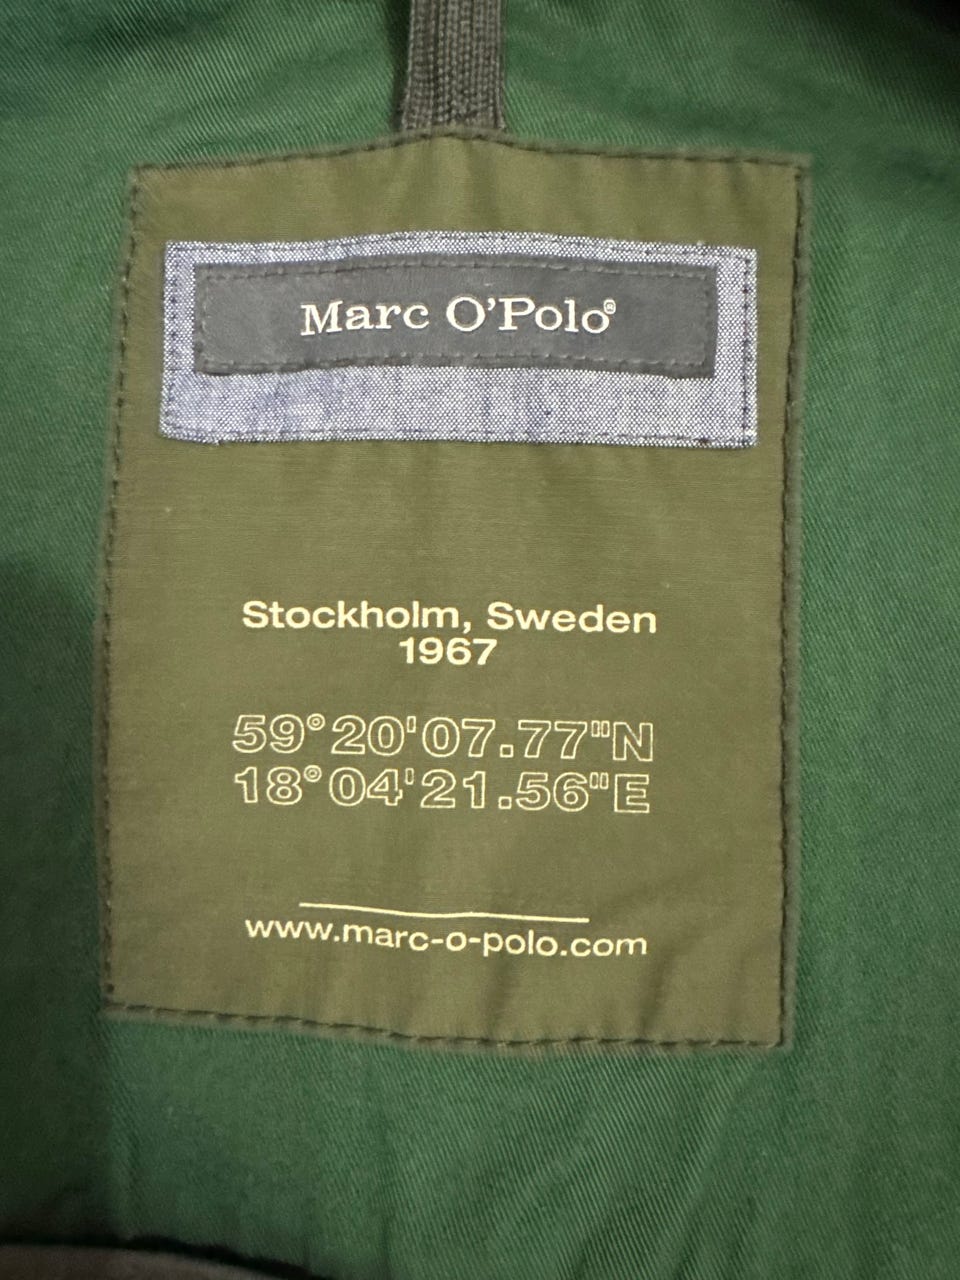 Marc O'Polo®
Stockholm, Sweden
1967
59°20'07.77"N
18°04'21.56"E
www.marc-o-polo.com